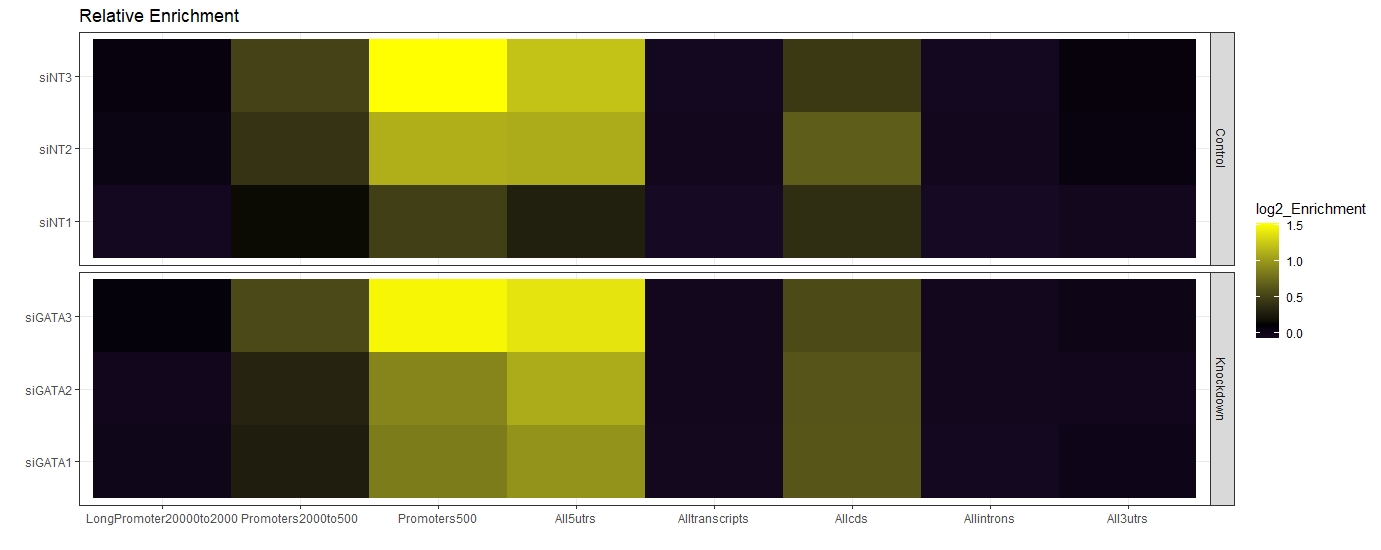 Relative Enrichment
siNT3
siNT2
siNT1
Control
siGATA3
siGATA2
siGATA1
Knockdown
LongPromoter20000to2000 Promoters2000to500 Promoters500 All5utrs Alltranscripts Allcds Allintrons All3utrs
log2_Enrichment
1.5
1.0
0.5
0.0